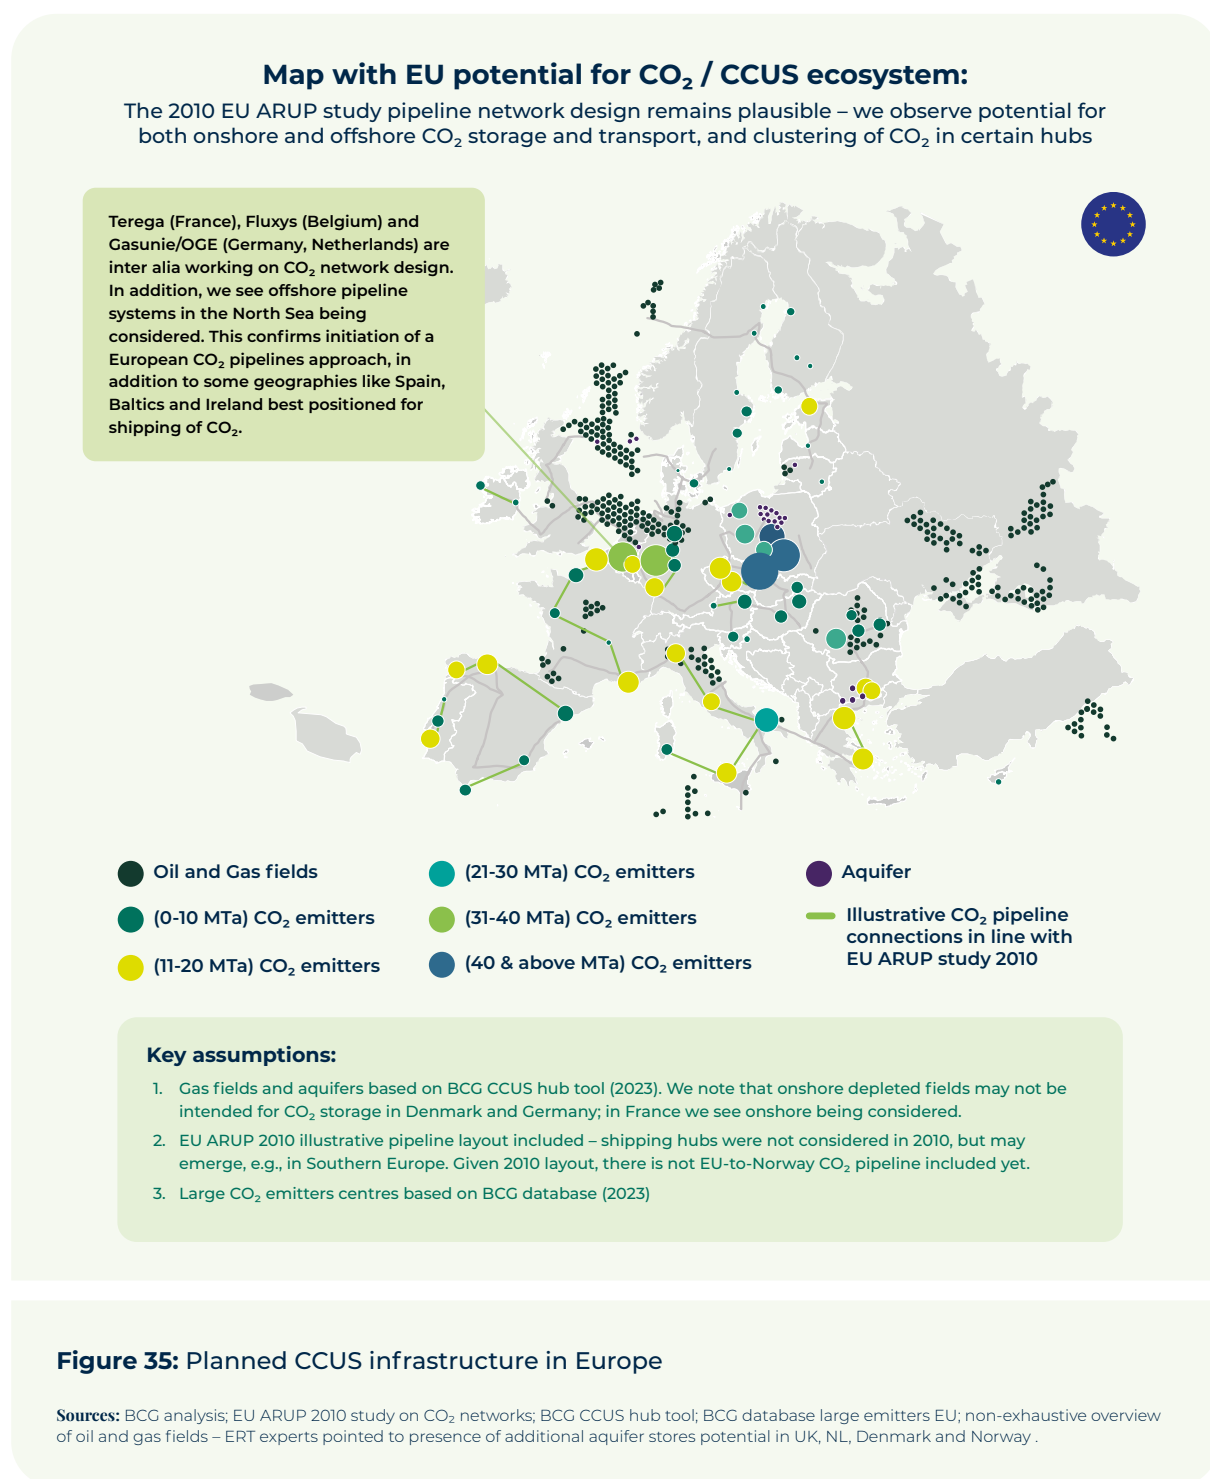 Map with EU potential for CO₂ / CCUS ecosystem:
The 2010 EU ARUP study pipeline network design remains plausible – we observe potential for
both onshore and offshore CO₂ storage and transport, and clustering of CO₂ in certain hubs
Terega (France), Fluxys (Belgium) and
Gasunie/OGE (Germany, Netherlands) are
inter alia working on CO₂ network design.
In addition, we see offshore pipeline
systems in the North Sea being
considered. This confirms initiation of a
European CO₂ pipelines approach, in
addition to some geographies like Spain,
Baltics and Ireland best positioned for
shipping of CO₂.
Oil and Gas fields
(0-10 MTa) CO₂ emitters
(11-20 MTa) CO₂ emitters
(21-30 MTa) CO₂ emitters
(31-40 MTa) CO₂ emitters
(40 & above MTa) CO₂ emitters
Aquifer
Illustrative CO₂ pipeline
connections in line with
EU ARUP study 2010
Key assumptions:
1. Gas fields and aquifers based on BCG CCUS hub tool (2023). We note that onshore depleted fields may not be
intended for CO₂ storage in Denmark and Germany; in France we see onshore being considered.
2. EU ARUP 2010 illustrative pipeline layout included – shipping hubs were not considered in 2010, but may
emerge, e.g., in Southern Europe. Given 2010 layout, there is not EU-to-Norway CO₂ pipeline included yet.
3. Large CO₂ emitters centres based on BCG database (2023)
Figure 35: Planned CCUS infrastructure in Europe
Sources: BCG analysis; EU ARUP 2010 study on CO₂ networks; BCG CCUS hub tool; BCG database large emitters EU; non-exhaustive overview
of oil and gas fields – ERT experts pointed to presence of additional aquifer stores potential in UK, NL, Denmark and Norway .